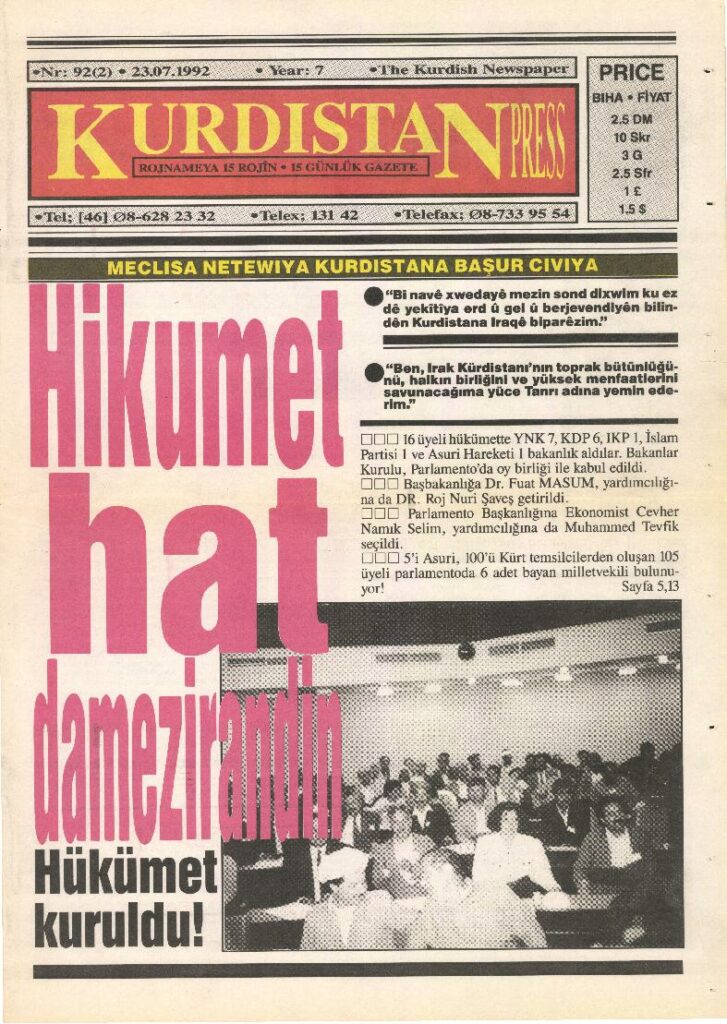 •Nr: 92(2) • 23.07.1992 • Year: 7 •The Kurdish Newspaper
KURDISTAN PRESS
ROJNAMEYA 15 ROJÎN • 15 GÜNLÜK GAZETE
•Tel; [46] Ø8-628 23 32 •Telex; 131 42 •Telefax; Ø8-733 95 54
PRICE
BIHA • FİYAT
2.5 DM
10 Skr
3 G
2.5 Sfr
1 £
1.5 $
MECLISA NETEWIYA KURDISTANA BAŞUR CIVIYA
Hikumet
hat
damezirandin
Hükümet
kuruldu!
●"Bi navê xwedayê mezin sond dixwim ku ez
dê yekîtîya erd û gel û berjevendiyên bilin-
dên Kurdistana Iraqê biparêzim."
●"Ben, Irak Kürdistanı'nın toprak bütünlüğü-
nü, halkın birliğini ve yüksek menfaatlerini
savunacağıma yüce Tanrı adına yemin ede-
rim."
□□□ 16 üyeli hükümette YNK 7, KDP 6, IKP 1, İslam
Partisi 1 ve Asuri Hareketi 1 bakanlık aldılar. Bakanlar
Kurulu, Parlamento'da oy birliği ile kabul edildi.
□□□ Başbakanlığa Dr. Fuat MASUM, yardımcılığı-
na da DR. Roj Nuri Şaveş getirildi.
□□□ Parlamento Başkanlığına Ekonomist Cevher
Namık Selim, yardımcılığına da Muhammed Tevfik
seçildi.
□□□ 5'i Asuri, 100'ü Kürt temsilcilerden oluşan 105
üyeli parlamentoda 6 adet bayan milletvekili bulunu-
yor! Sayfa 5,13